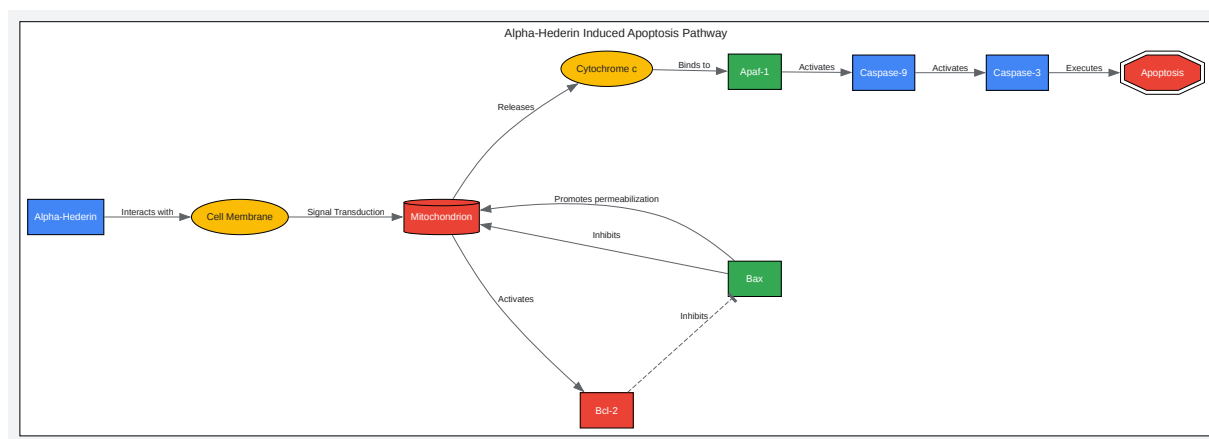 Alpha-Hederin Induced Apoptosis Pathway
Cytochrome c
Binds to
Apaf-1
Activates
Caspase-9
Activates
Caspase-3
Executes
Apoptosis
Releases
Alpha-Hederin
Interacts with
Cell Membrane
Signal Transduction
Mitochondrion
Promotes permeabilization
Inhibits
Bax
Activates
Inhibits
Bcl-2